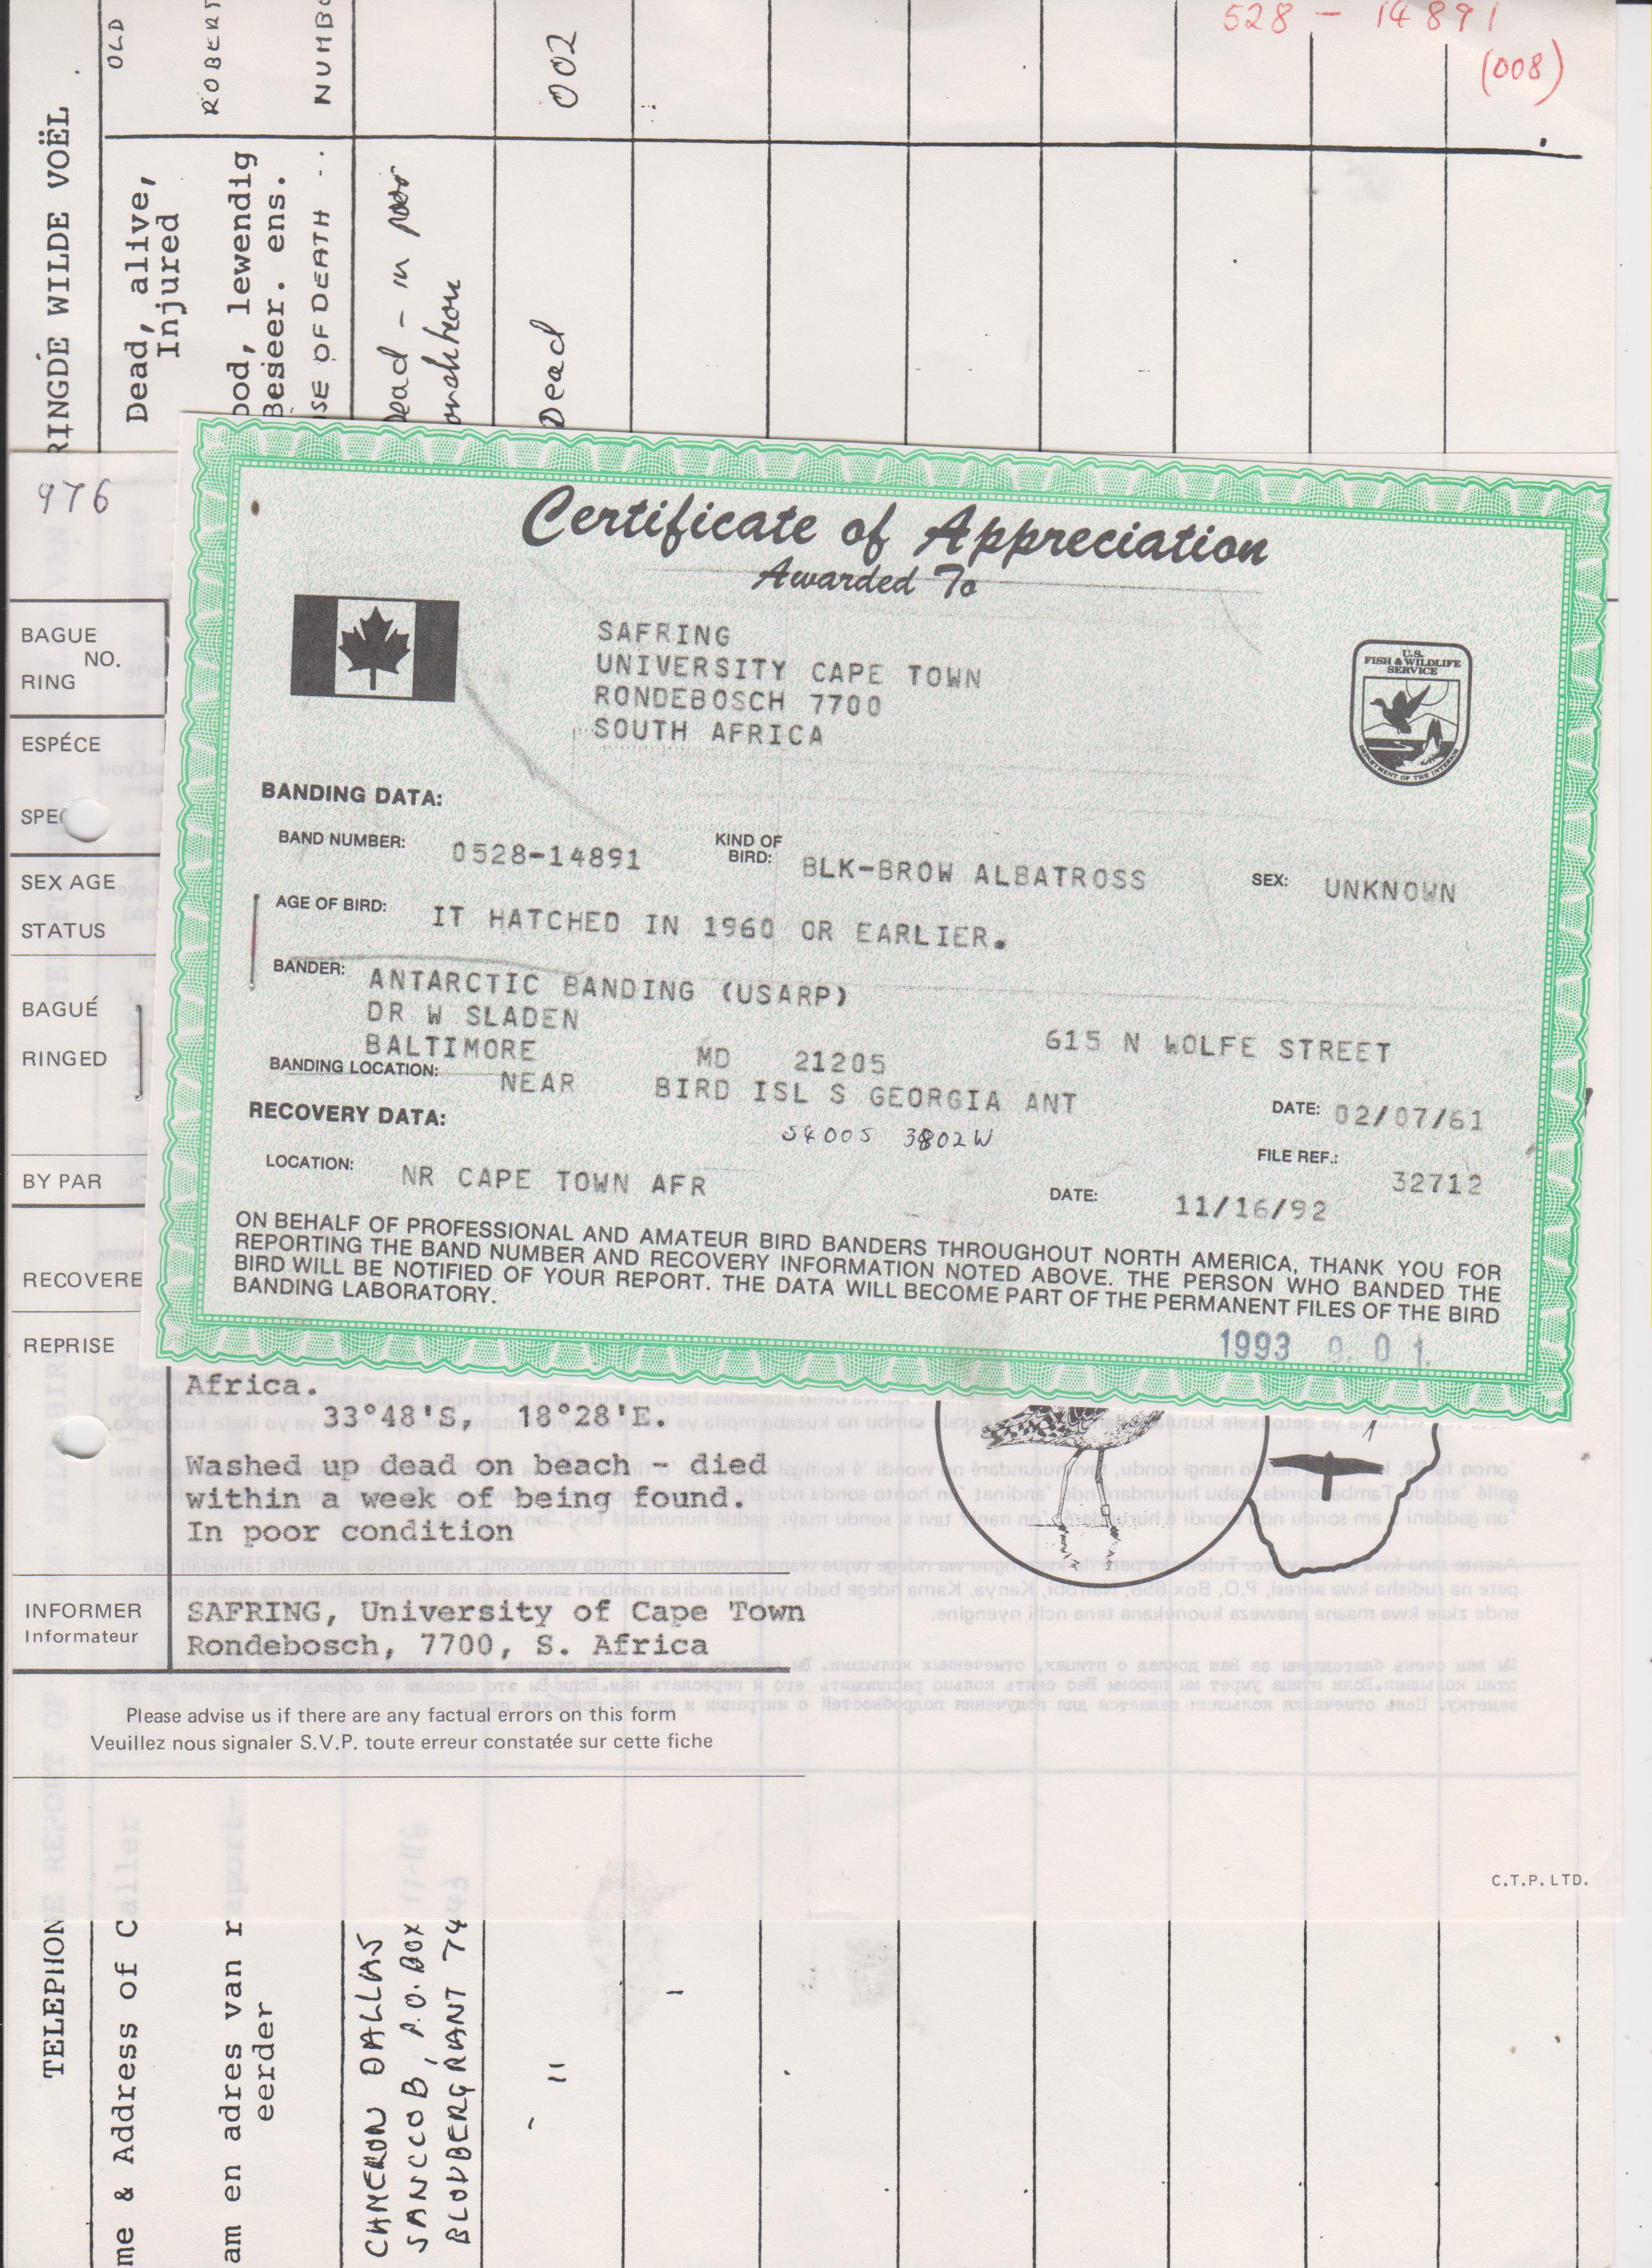 528 - 14891
(008)
RINGDE WILDE VOËL
OLD
NUMB
002
Dead, alive,
Injured
ood, lewendig
Beseer. ens.
SE OF DEATH
Dead - in poor
Dead
976
BAGUE
NO.
RING
ESPÉCE
SPE
SEX AGE
STATUS
BAGUÉ
RINGED
BY PAR
RECOVERE
REPRISE
Certificate of Appreciation
Awarded To
SAFRING
UNIVERSITY CAPE TOWN
RONDEBOSCH 7700
SOUTH AFRICA
U.S.
FISH & WILDLIFE
SERVICE
DEPARTMENT OF THE INTERIOR
BANDING DATA:
BAND NUMBER: 0528-14891 KIND OF BIRD: BLK-BROW ALBATROSS SEX: UNKNOWN
AGE OF BIRD: IT HATCHED IN 1960 OR EARLIER.
BANDER: ANTARCTIC BANDING (USARP)
DR W SLADEN
615 N WOLFE STREET
BALTIMORE MD 21205
BANDING LOCATION: NEAR BIRD ISL S GEORGIA ANT DATE: 02/07/61
RECOVERY DATA:
5400S 3802W
FILE REF.: 32712
LOCATION: NR CAPE TOWN AFR DATE: 11/16/92
ON BEHALF OF PROFESSIONAL AND AMATEUR BIRD BANDERS THROUGHOUT NORTH AMERICA, THANK YOU FOR
REPORTING THE BAND NUMBER AND RECOVERY INFORMATION NOTED ABOVE. THE PERSON WHO BANDED THE
BIRD WILL BE NOTIFIED OF YOUR REPORT. THE DATA WILL BECOME PART OF THE PERMANENT FILES OF THE BIRD
BANDING LABORATORY.
1993
Africa.
33°48'S, 18°28'E.
Washed up dead on beach - died
within a week of being found.
In poor condition
INFORMER
Informateur
SAFRING, University of Cape Town
Rondebosch, 7700, S. Africa
Please advise us if there are any factual errors on this form
Veuillez nous signaler S.V.P. toute erreur constatée sur cette fiche
C.T.P. LTD.
TELEPHON
me & Address of C
am en adres van r
eerder
CAMERON DALLAS
SANCCOB, P.O. BOX
BLOUBERGRANT 74